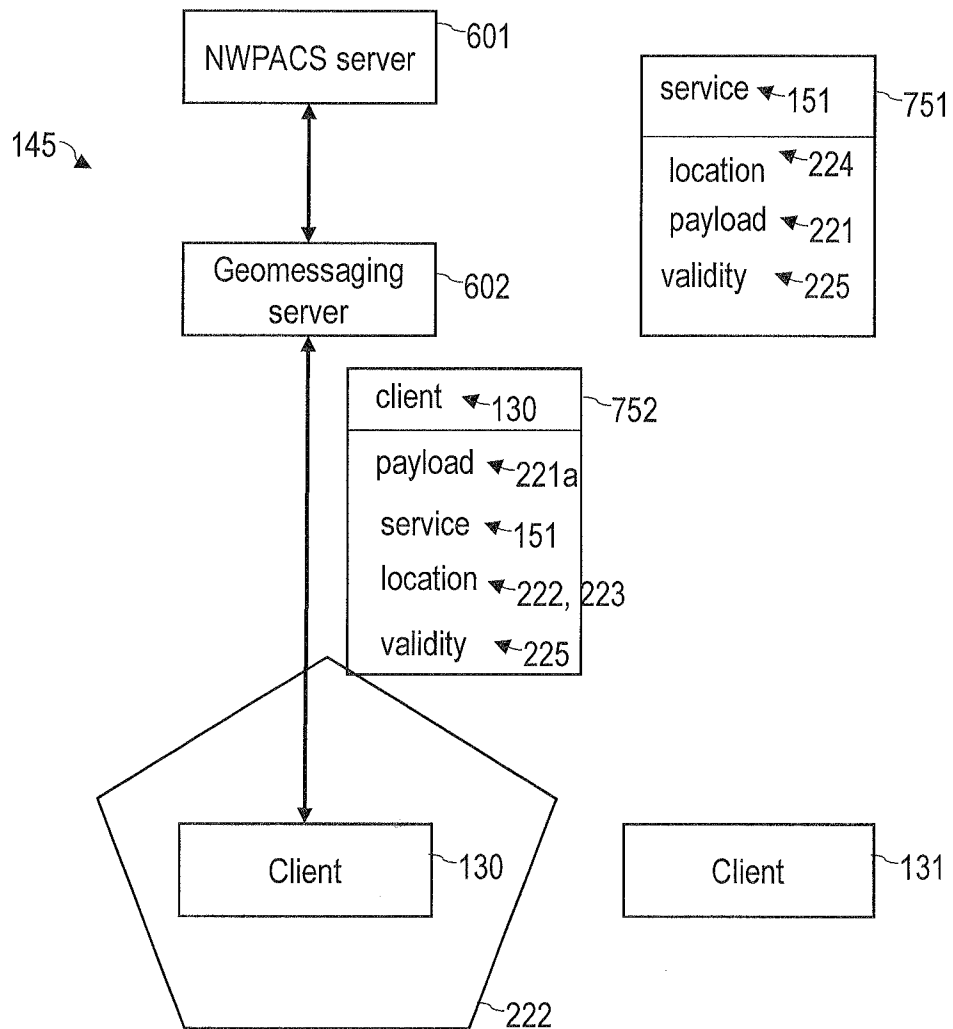 NWPACS server
601
service 151
751
145
location 224
payload 221
validity 225
Geomessaging
server
602
client 130
752
payload 221a
service 151
location 222, 223
validity 225
Client
130
Client
131
222